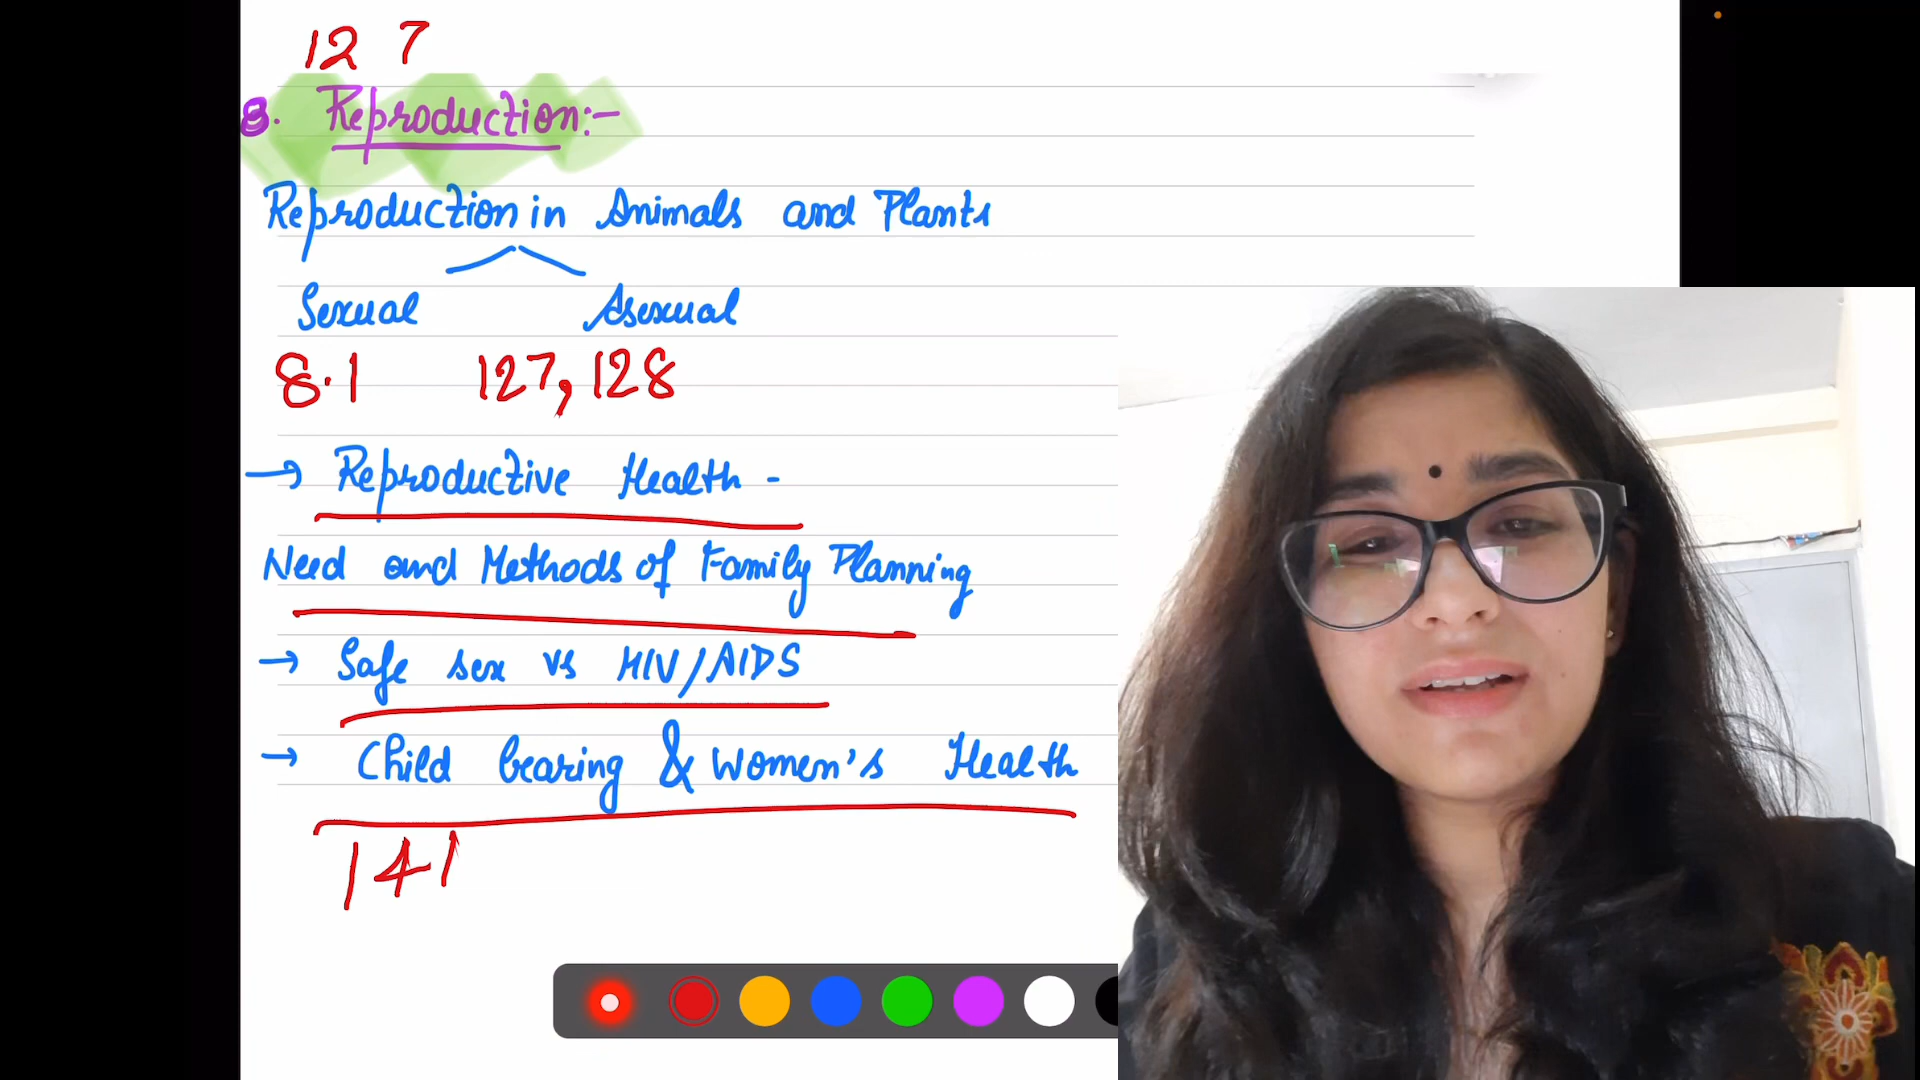 12 7
8. Reproduction:-
Reproduction in Animals and Plants
Sexual Asexual
8.1 127, 128
→ Reproductive Health -
Need and Methods of Family Planning
→ Safe sex vs HIV/AIDS
→ Child bearing & Women's Health
141